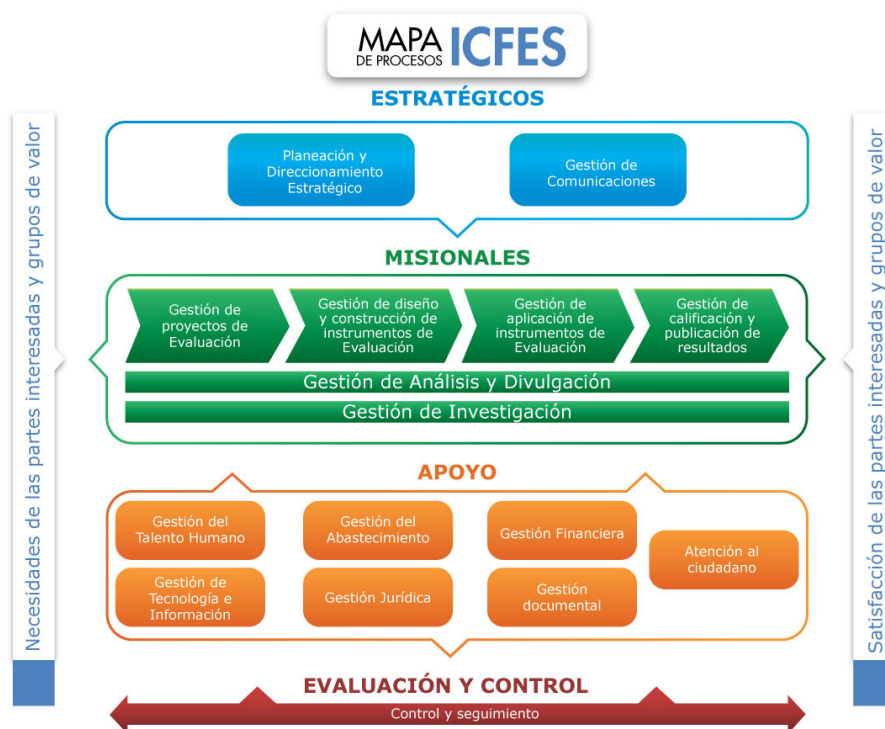 MAPA
DE PROCESOS
ICFES
ESTRATÉGICOS
Planeación y
Direccionamiento
Estratégico
Gestión de
Comunicaciones
Necesidades de las partes interesadas y grupos de valor
MISIONALES
Gestión de
proyectos de
Evaluación
Gestión de diseño
y construcción de
instrumentos de
Evaluación
Gestión de
aplicación de
instrumentos de
Evaluación
Gestión de
calificación y
publicación de
resultados
Gestión de Análisis y Divulgación
Gestión de Investigación
Satisfacción de las partes interesadas y grupos de valor
APOYO
Gestión del
Talento Humano
Gestión del
Abastecimiento
Gestión Financiera
Atención al
ciudadano
Gestión de
Tecnología e
Información
Gestión Jurídica
Gestión
documental
EVALUACIÓN Y CONTROL
Control y seguimiento